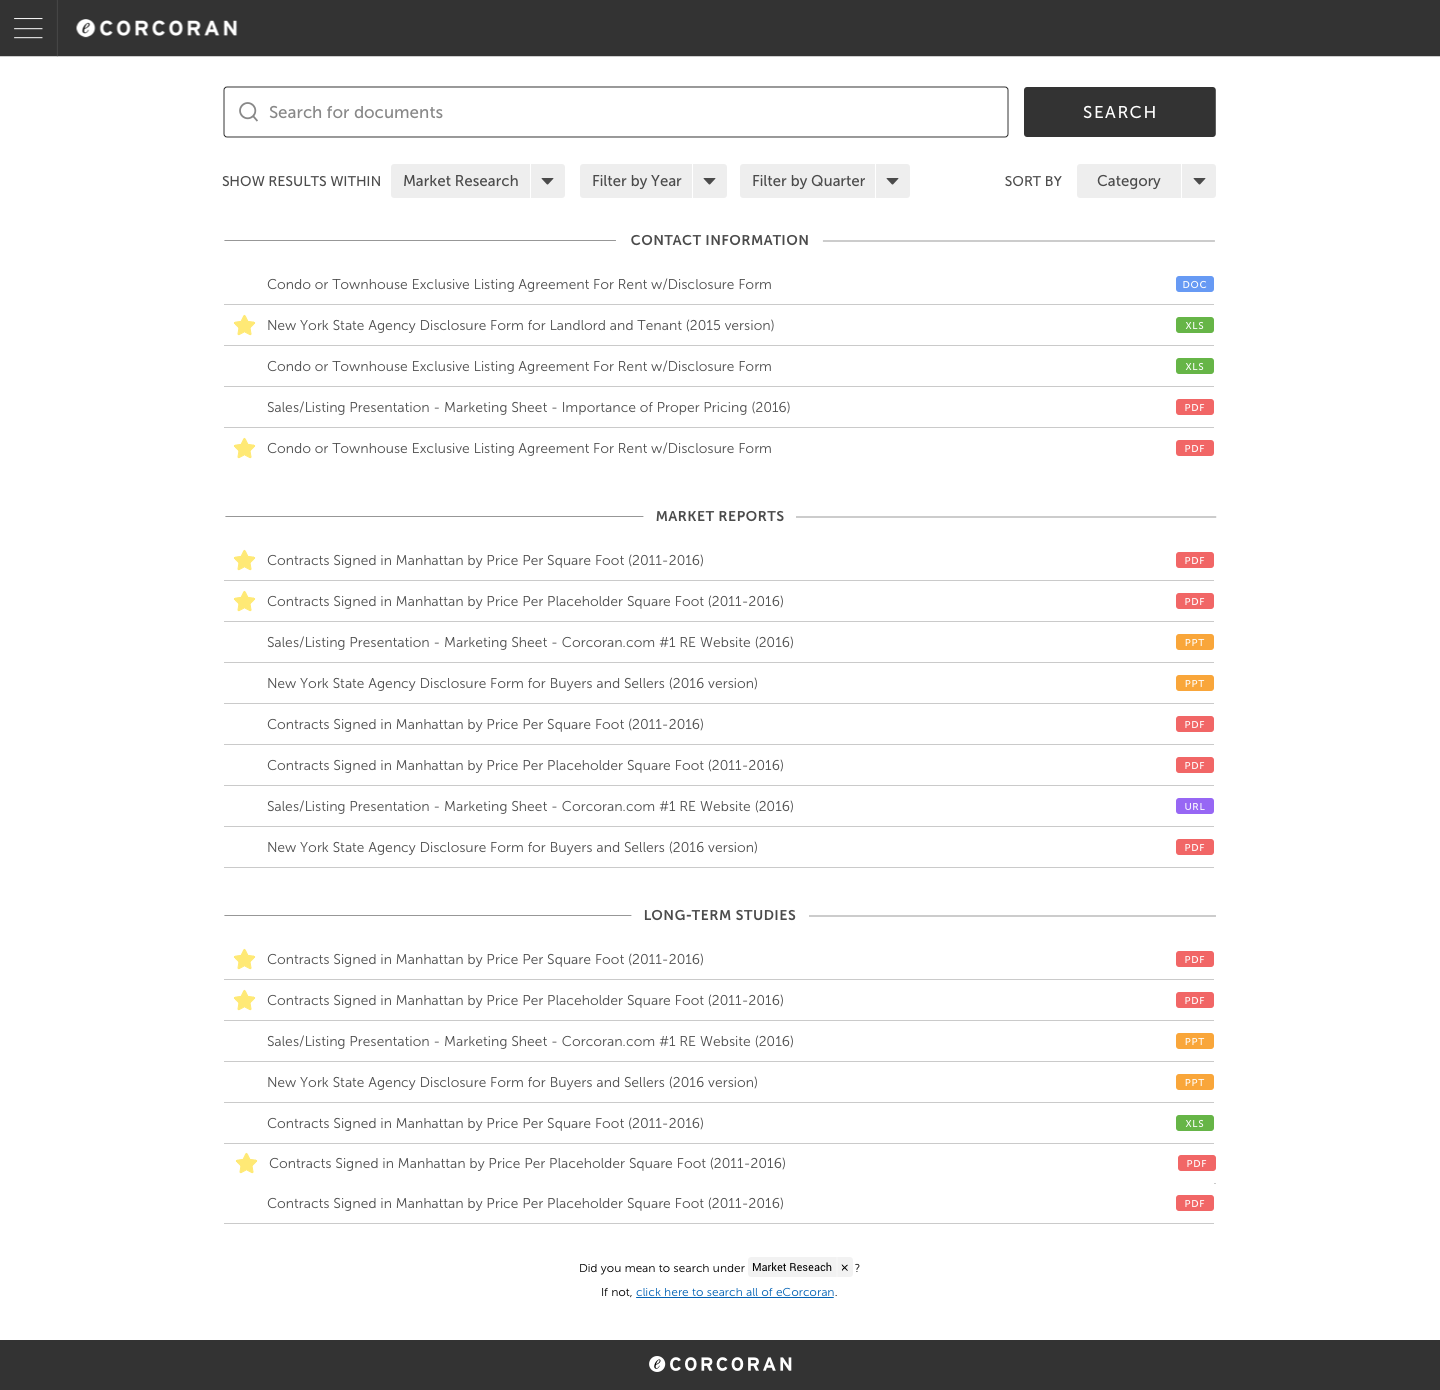 CORCORAN
Search for documents
SEARCH
SHOW RESULTS WITHIN Market Research Filter by Year Filter by Quarter SORT BY Category
CONTACT INFORMATION
Condo or Townhouse Exclusive Listing Agreement For Rent w/Disclosure Form DOC
New York State Agency Disclosure Form for Landlord and Tenant (2015 version) XLS
Condo or Townhouse Exclusive Listing Agreement For Rent w/Disclosure Form XLS
Sales/Listing Presentation - Marketing Sheet - Importance of Proper Pricing (2016) PDF
Condo or Townhouse Exclusive Listing Agreement For Rent w/Disclosure Form PDF
MARKET REPORTS
Contracts Signed in Manhattan by Price Per Square Foot (2011-2016) PDF
Contracts Signed in Manhattan by Price Per Placeholder Square Foot (2011-2016) PDF
Sales/Listing Presentation - Marketing Sheet - Corcoran.com #1 RE Website (2016) PPT
New York State Agency Disclosure Form for Buyers and Sellers (2016 version) PPT
Contracts Signed in Manhattan by Price Per Square Foot (2011-2016) PDF
Contracts Signed in Manhattan by Price Per Placeholder Square Foot (2011-2016) PDF
Sales/Listing Presentation - Marketing Sheet - Corcoran.com #1 RE Website (2016) URL
New York State Agency Disclosure Form for Buyers and Sellers (2016 version) PDF
LONG-TERM STUDIES
Contracts Signed in Manhattan by Price Per Square Foot (2011-2016) PDF
Contracts Signed in Manhattan by Price Per Placeholder Square Foot (2011-2016) PDF
Sales/Listing Presentation - Marketing Sheet - Corcoran.com #1 RE Website (2016) PPT
New York State Agency Disclosure Form for Buyers and Sellers (2016 version) PPT
Contracts Signed in Manhattan by Price Per Square Foot (2011-2016) XLS
Contracts Signed in Manhattan by Price Per Placeholder Square Foot (2011-2016) PDF
Contracts Signed in Manhattan by Price Per Placeholder Square Foot (2011-2016) PDF
Did you mean to search under Market Reseach × ?
If not, click here to search all of eCorcoran.
e CORCORAN